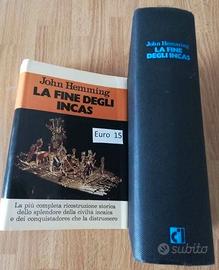 John Hemming
LA FINE DEGLI
INCAS
Euro 15
La più completa ricostruzione storica
dello splendore della civiltà incaica
e dei conquistadores che la distrussero
John Hemming
LA FINE
DEGLI INCAS
subito